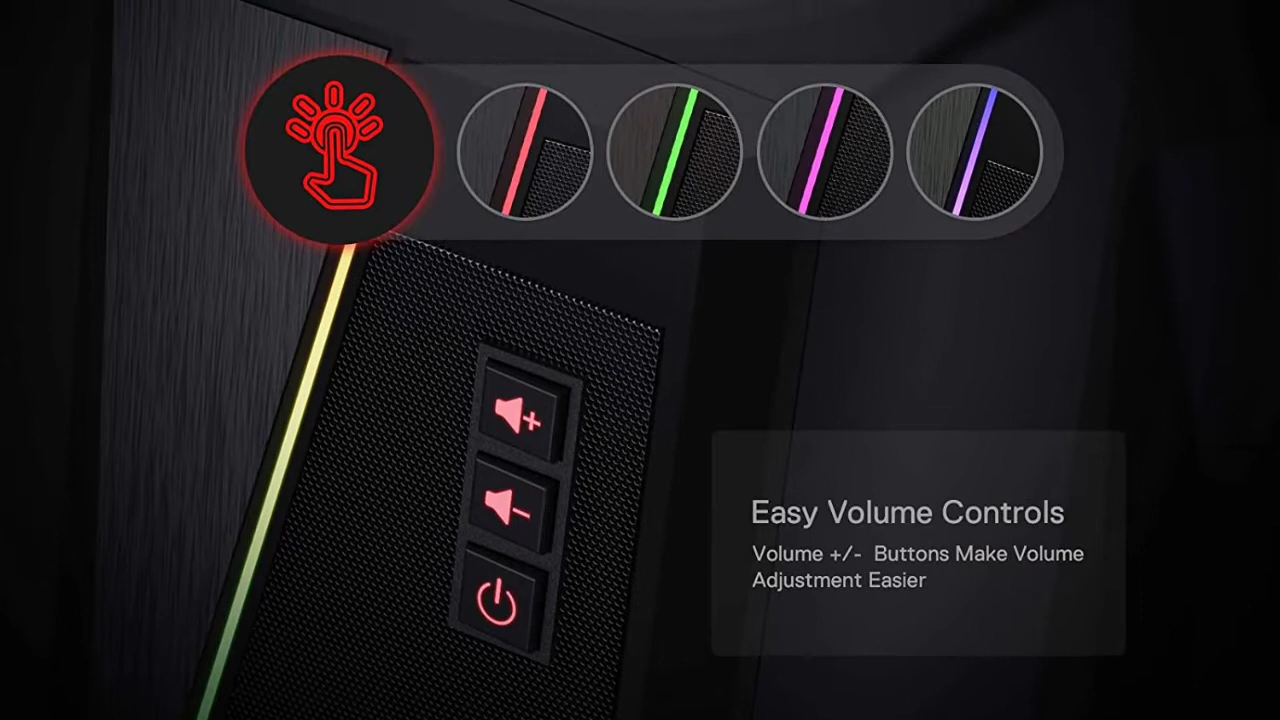 Easy Volume Controls
Volume +/- Buttons Make Volume
Adjustment Easier